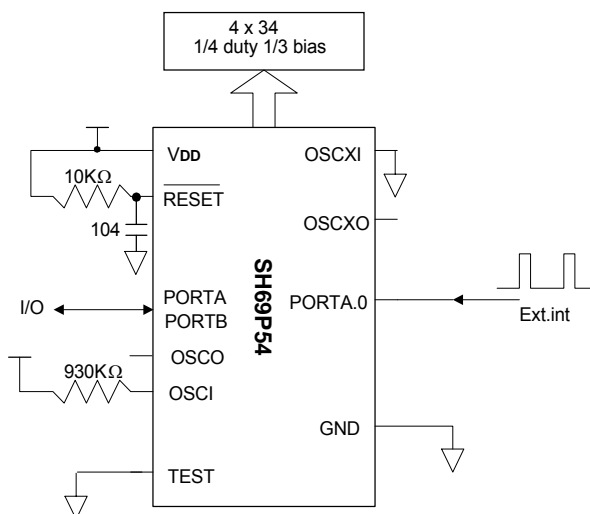 4 x 34
1/4 duty 1/3 bias
VDD
OSCXI
10KΩ
RESET
OSCXO
104
SH69P54
I/O
PORTA
PORTB
PORTA.0
Ext.int
OSCO
930KΩ
OSCI
GND
TEST